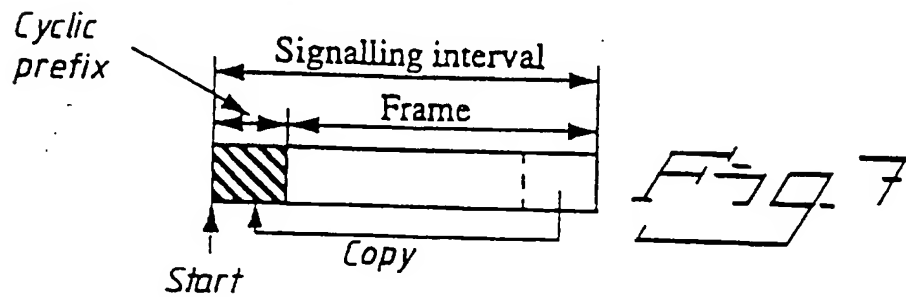 Cyclic
prefix
Signalling interval
Frame
Copy
Start
Fig. 7